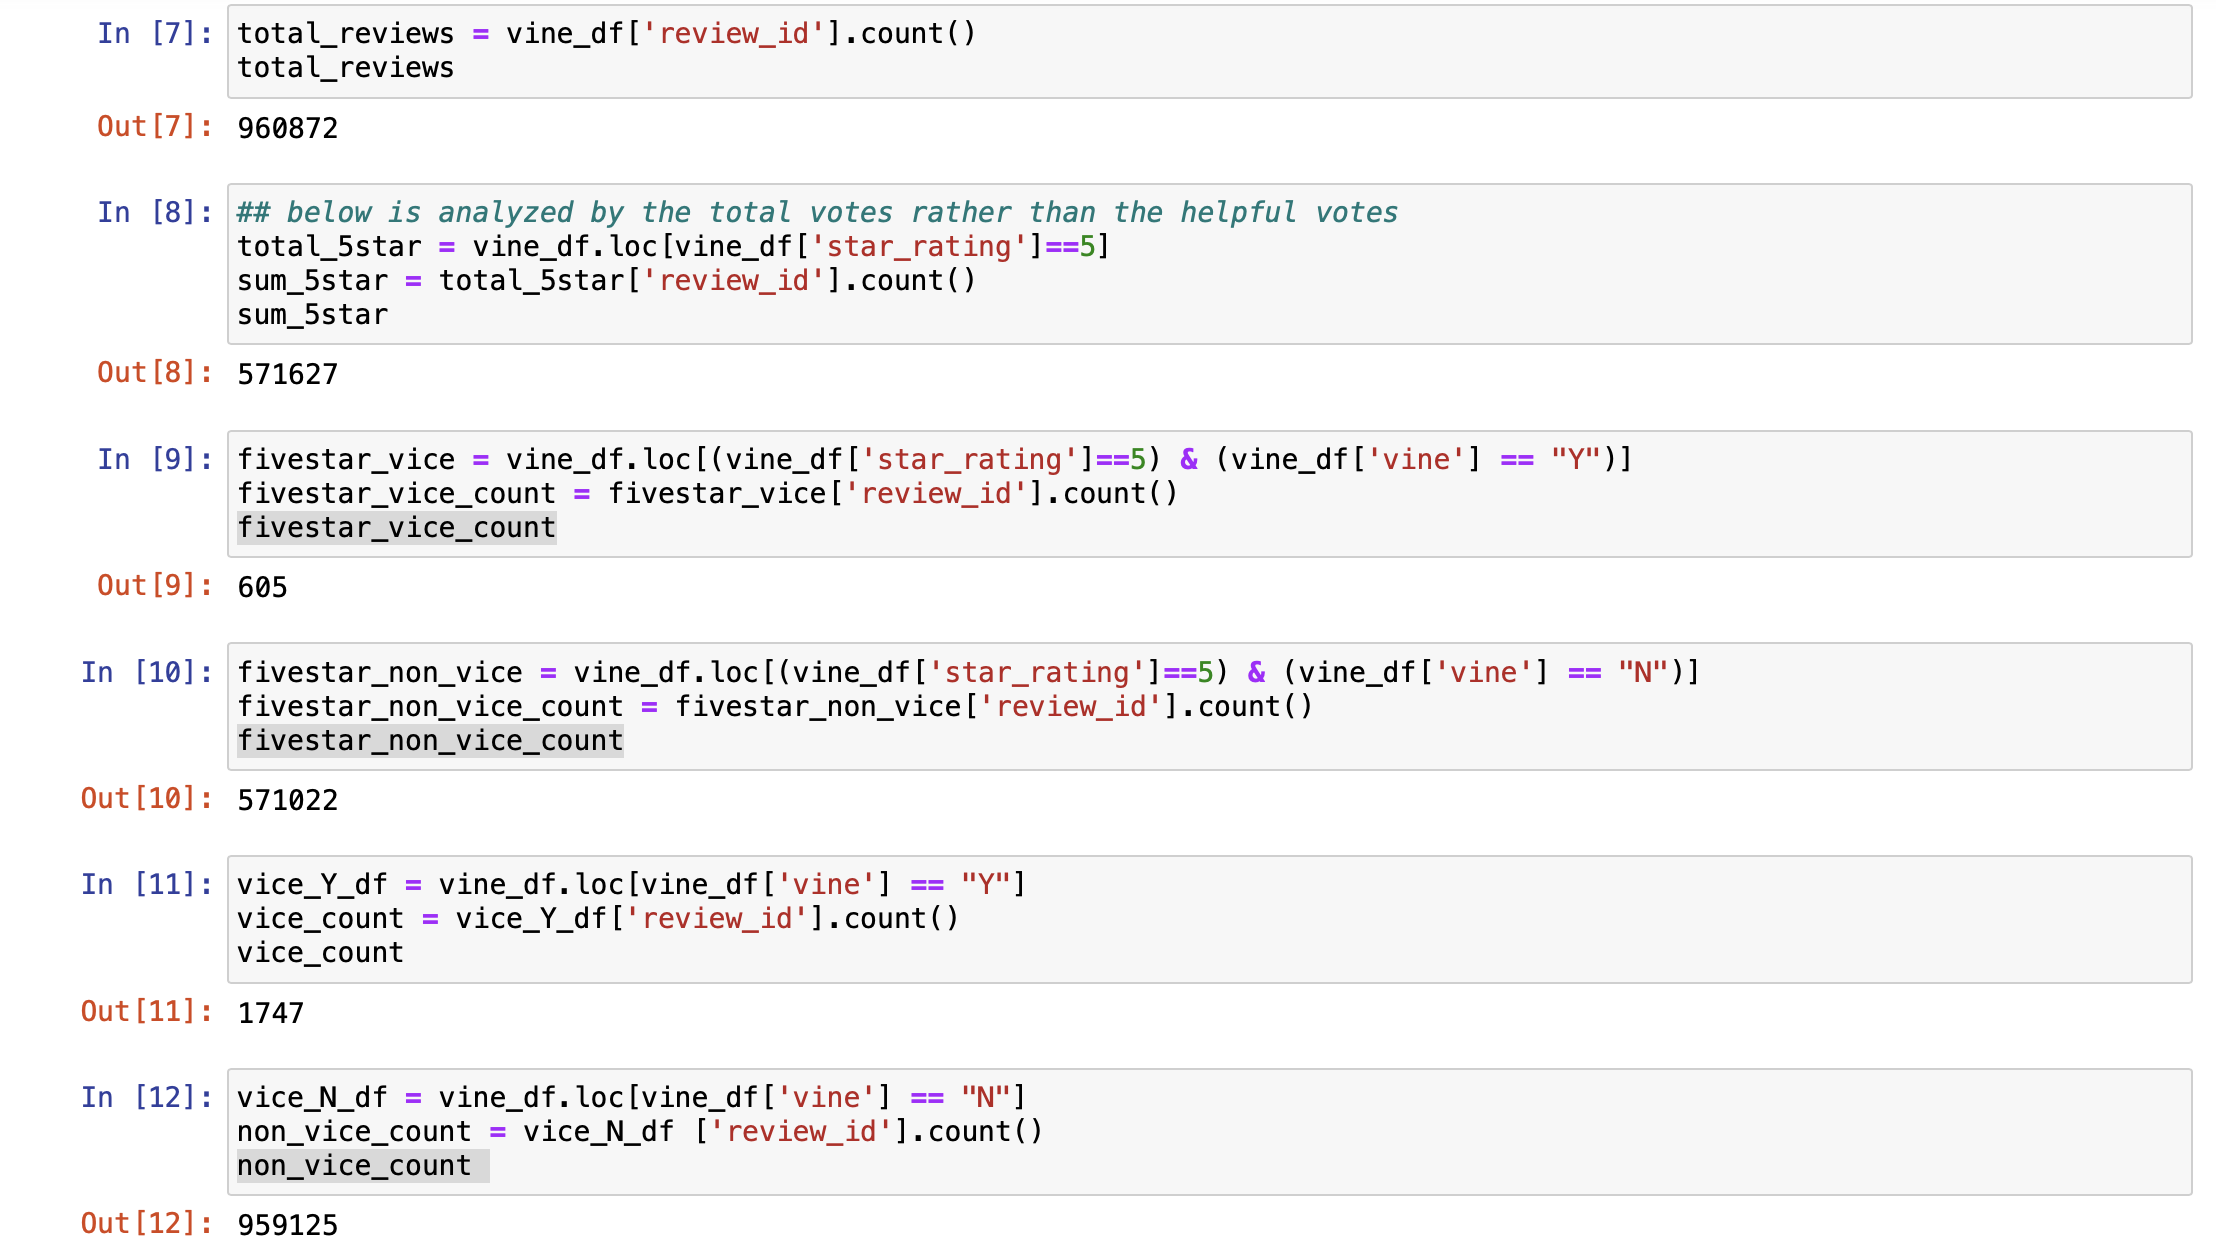 In [7]: total_reviews = vine_df['review_id'].count()
total_reviews
Out[7]: 960872
In [8]: ## below is analyzed by the total votes rather than the helpful votes
total_5star = vine_df.loc[vine_df['star_rating']==5]
sum_5star = total_5star['review_id'].count()
sum_5star
Out[8]: 571627
In [9]: fivestar_vice = vine_df.loc[(vine_df['star_rating']==5) & (vine_df['vine'] == "Y")]
fivestar_vice_count = fivestar_vice['review_id'].count()
fivestar_vice_count
Out[9]: 605
In [10]: fivestar_non_vice = vine_df.loc[(vine_df['star_rating']==5) & (vine_df['vine'] == "N")]
fivestar_non_vice_count = fivestar_non_vice['review_id'].count()
fivestar_non_vice_count
Out[10]: 571022
In [11]: vice_Y_df = vine_df.loc[vine_df['vine'] == "Y"]
vice_count = vice_Y_df['review_id'].count()
vice_count
Out[11]: 1747
In [12]: vice_N_df = vine_df.loc[vine_df['vine'] == "N"]
non_vice_count = vice_N_df ['review_id'].count()
non_vice_count
Out[12]: 959125